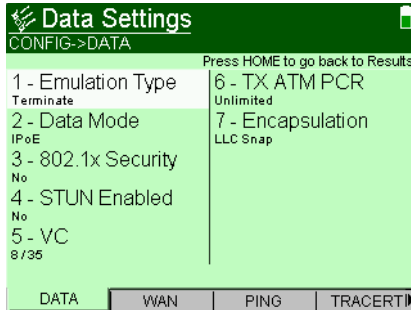 Data Settings
CONFIG->DATA
Press HOME to go back to Results
1 - Emulation Type
Terminate
2 - Data Mode
IPoE
3 - 802.1x Security
No
4 - STUN Enabled
No
5 - VC
8/35
6 - TX ATM PCR
Unlimited
7 - Encapsulation
LLC Snap
DATA
WAN
PING
TRACERT